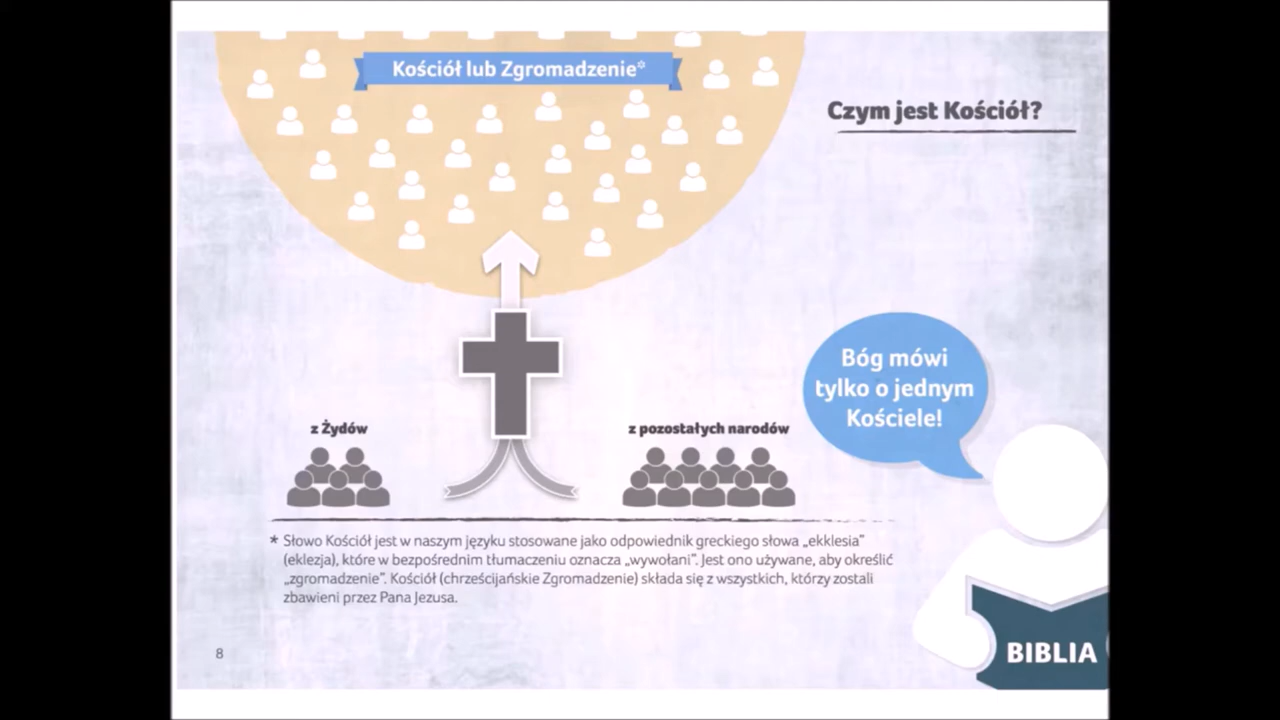 Kościół lub Zgromadzenie*
Czym jest Kościół?
Bóg mówi
tylko o jednym
Kościele!
z Żydów
z pozostałych narodów
* Słowo Kościół jest w naszym języku stosowane jako odpowiednik greckiego słowa „ekklesia”
(eklezja), które w bezpośrednim tłumaczeniu oznacza „wywołani”. Jest ono używane, aby określić
„zgromadzenie”. Kościół (chrześcijańskie Zgromadzenie) składa się z wszystkich, którzy zostali
zbawieni przez Pana Jezusa.
8
BIBLIA